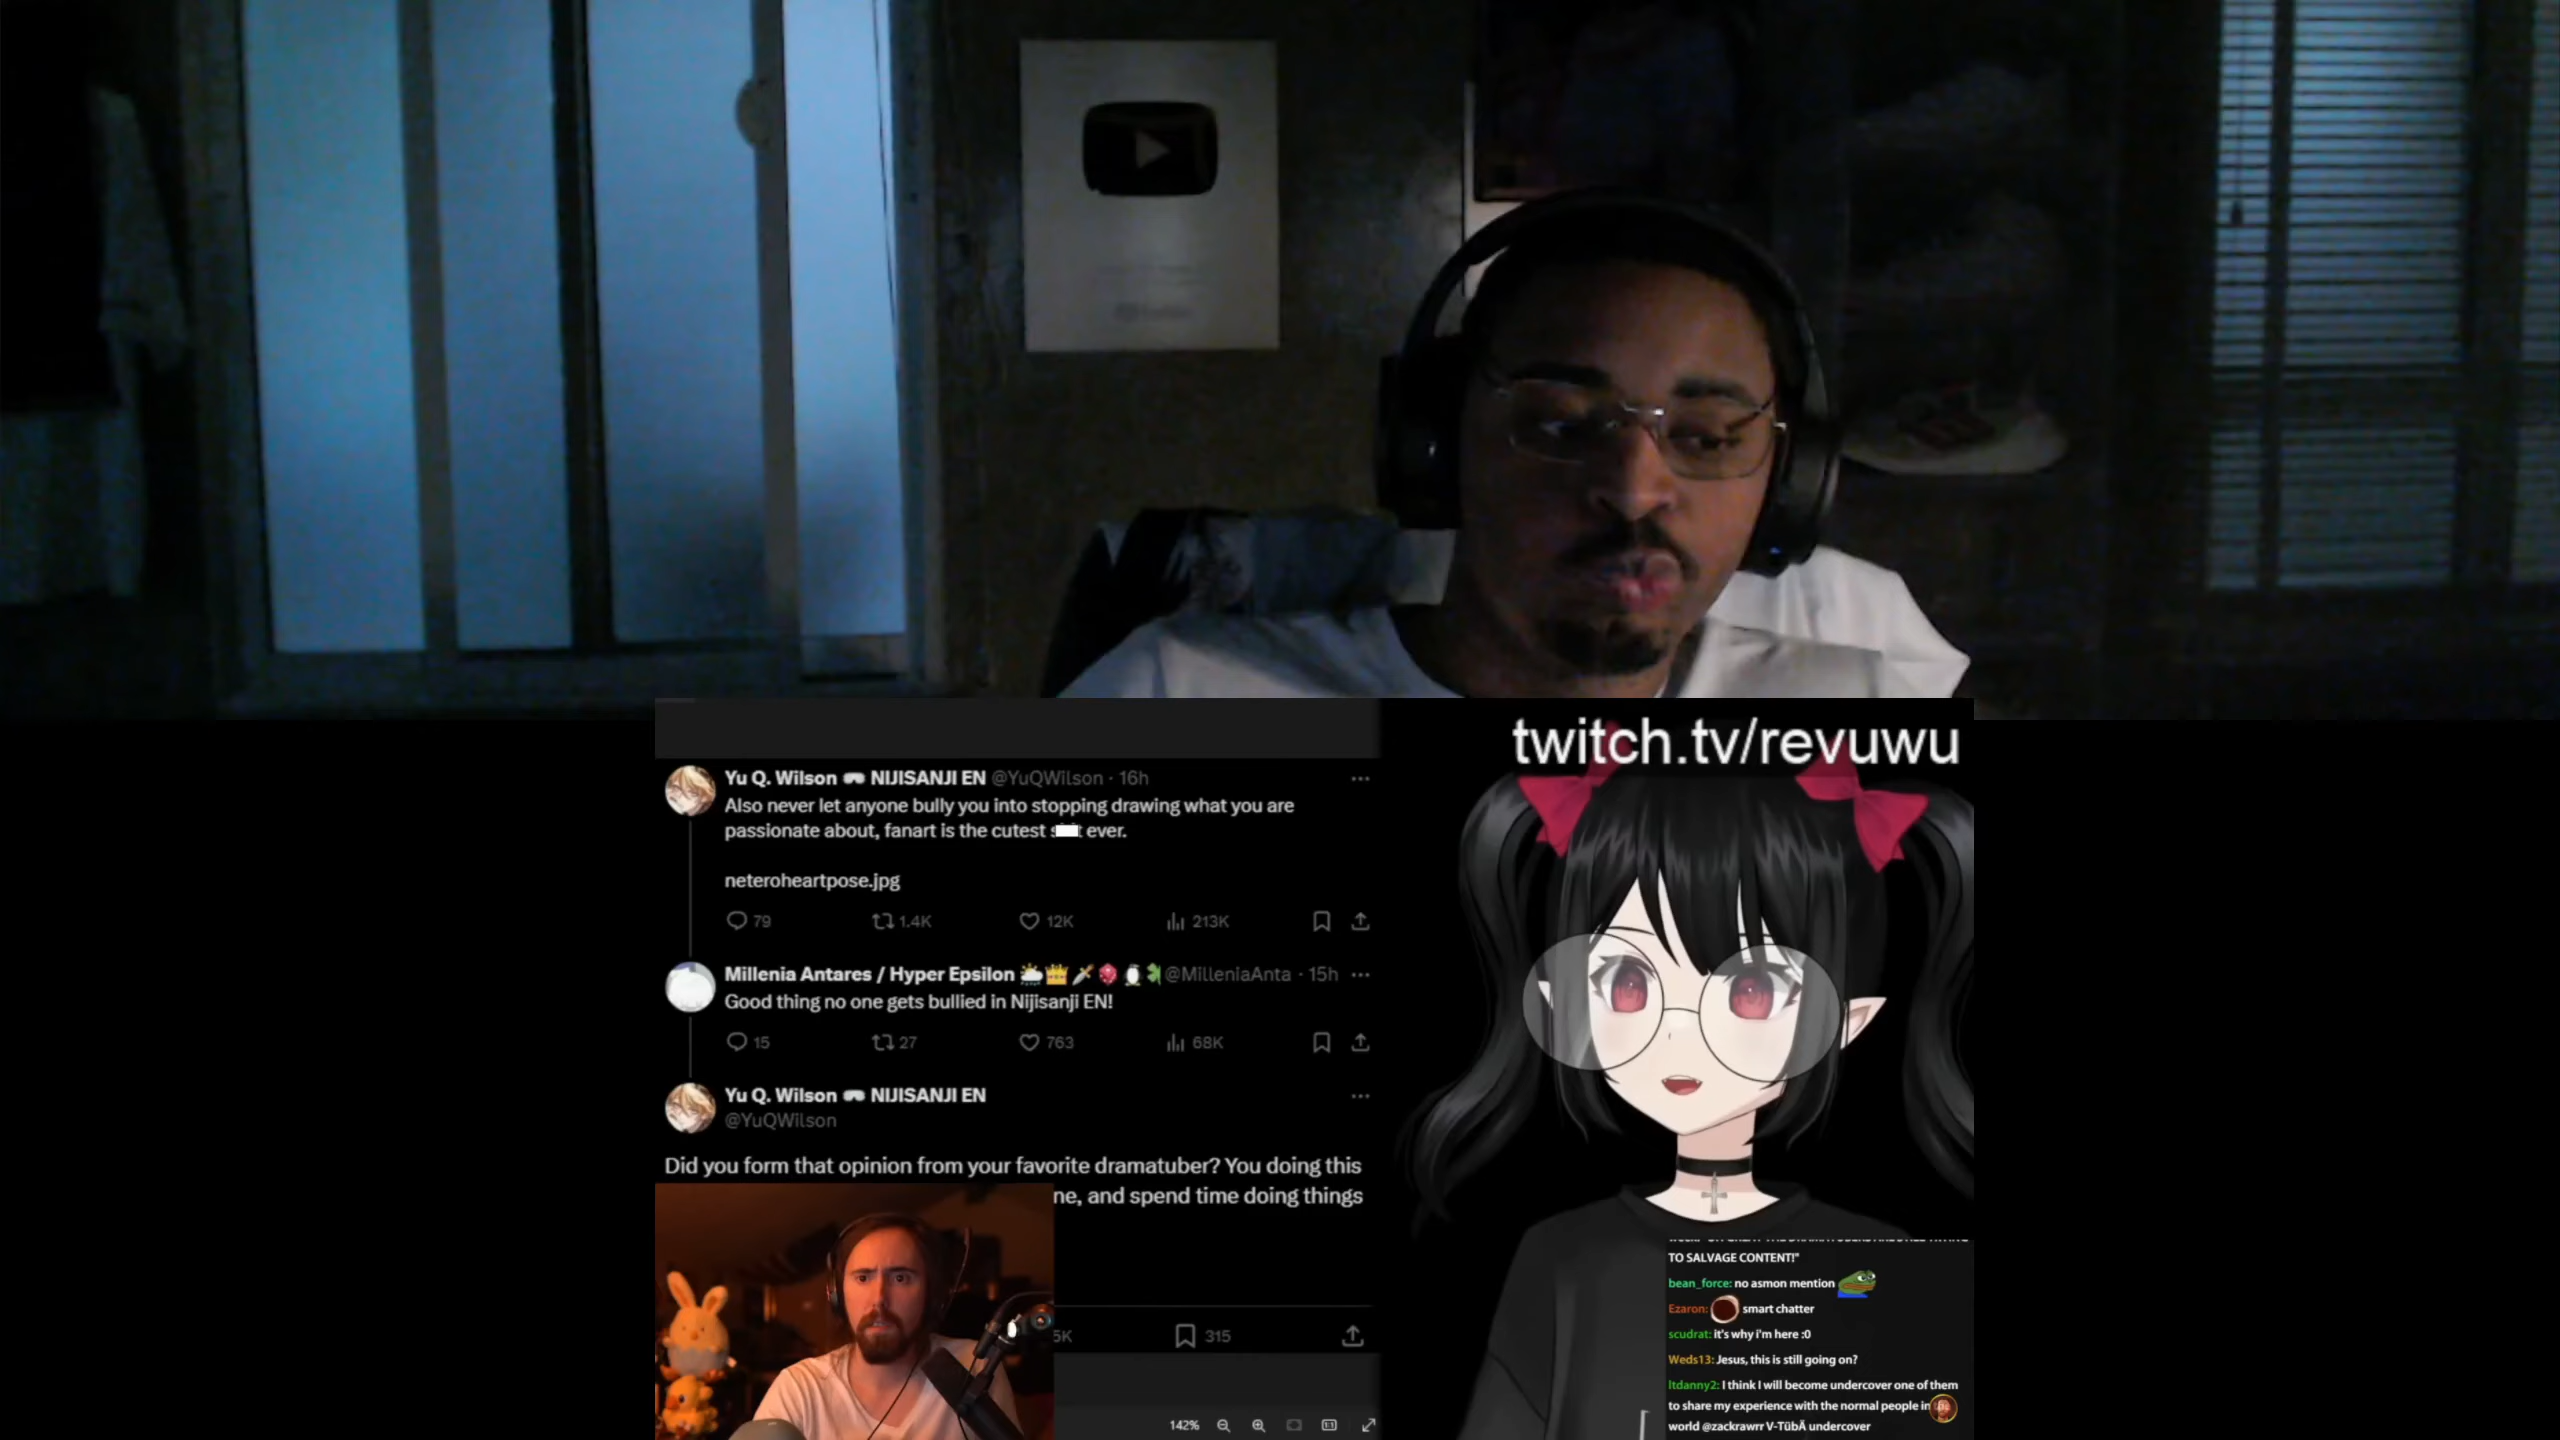 twitch.tv/revuwu
Yu Q. Wilson NIJISANJI EN @YuQWilson · 16h
Also never let anyone bully you into stopping drawing what you are
passionate about, fanart is the cutest ever.
neteroheartpose.jpg
79 1.4K 12K 213K
Millenia Antares / Hyper Epsilon @MilleniaAnta · 15h
Good thing no one gets bullied in Nijisanji EN!
15 27 763 68K
Yu Q. Wilson NIJISANJI EN
@YuQWilson
Did you form that opinion from your favorite dramatuber? You doing this
ne, and spend time doing things
5K 315
142%
TO SALVAGE CONTENT!"
bean_force: no asmon mention
Ezaron: smart chatter
scudrat: it's why i'm here :0
Weds13: Jesus, this is still going on?
ltdanny2: I think I will become undercover one of them
to share my experience with the normal people in
world @zackrawrr V-TübÄ undercover